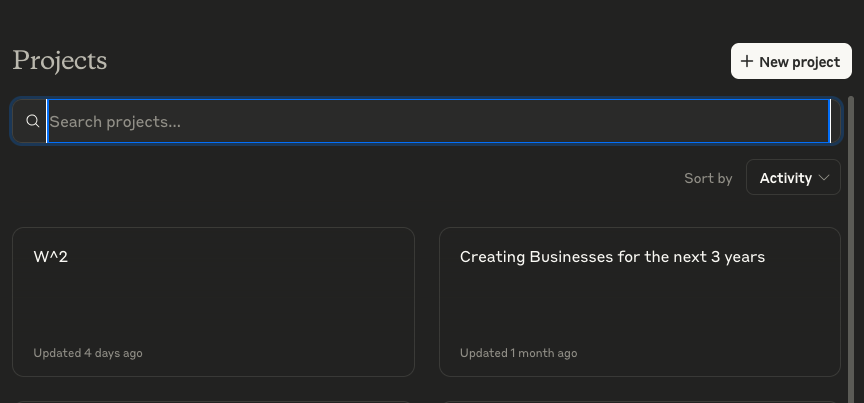 Projects
+ New project
Search projects...
Sort by
Activity
W^2
Creating Businesses for the next 3 years
Updated 4 days ago
Updated 1 month ago